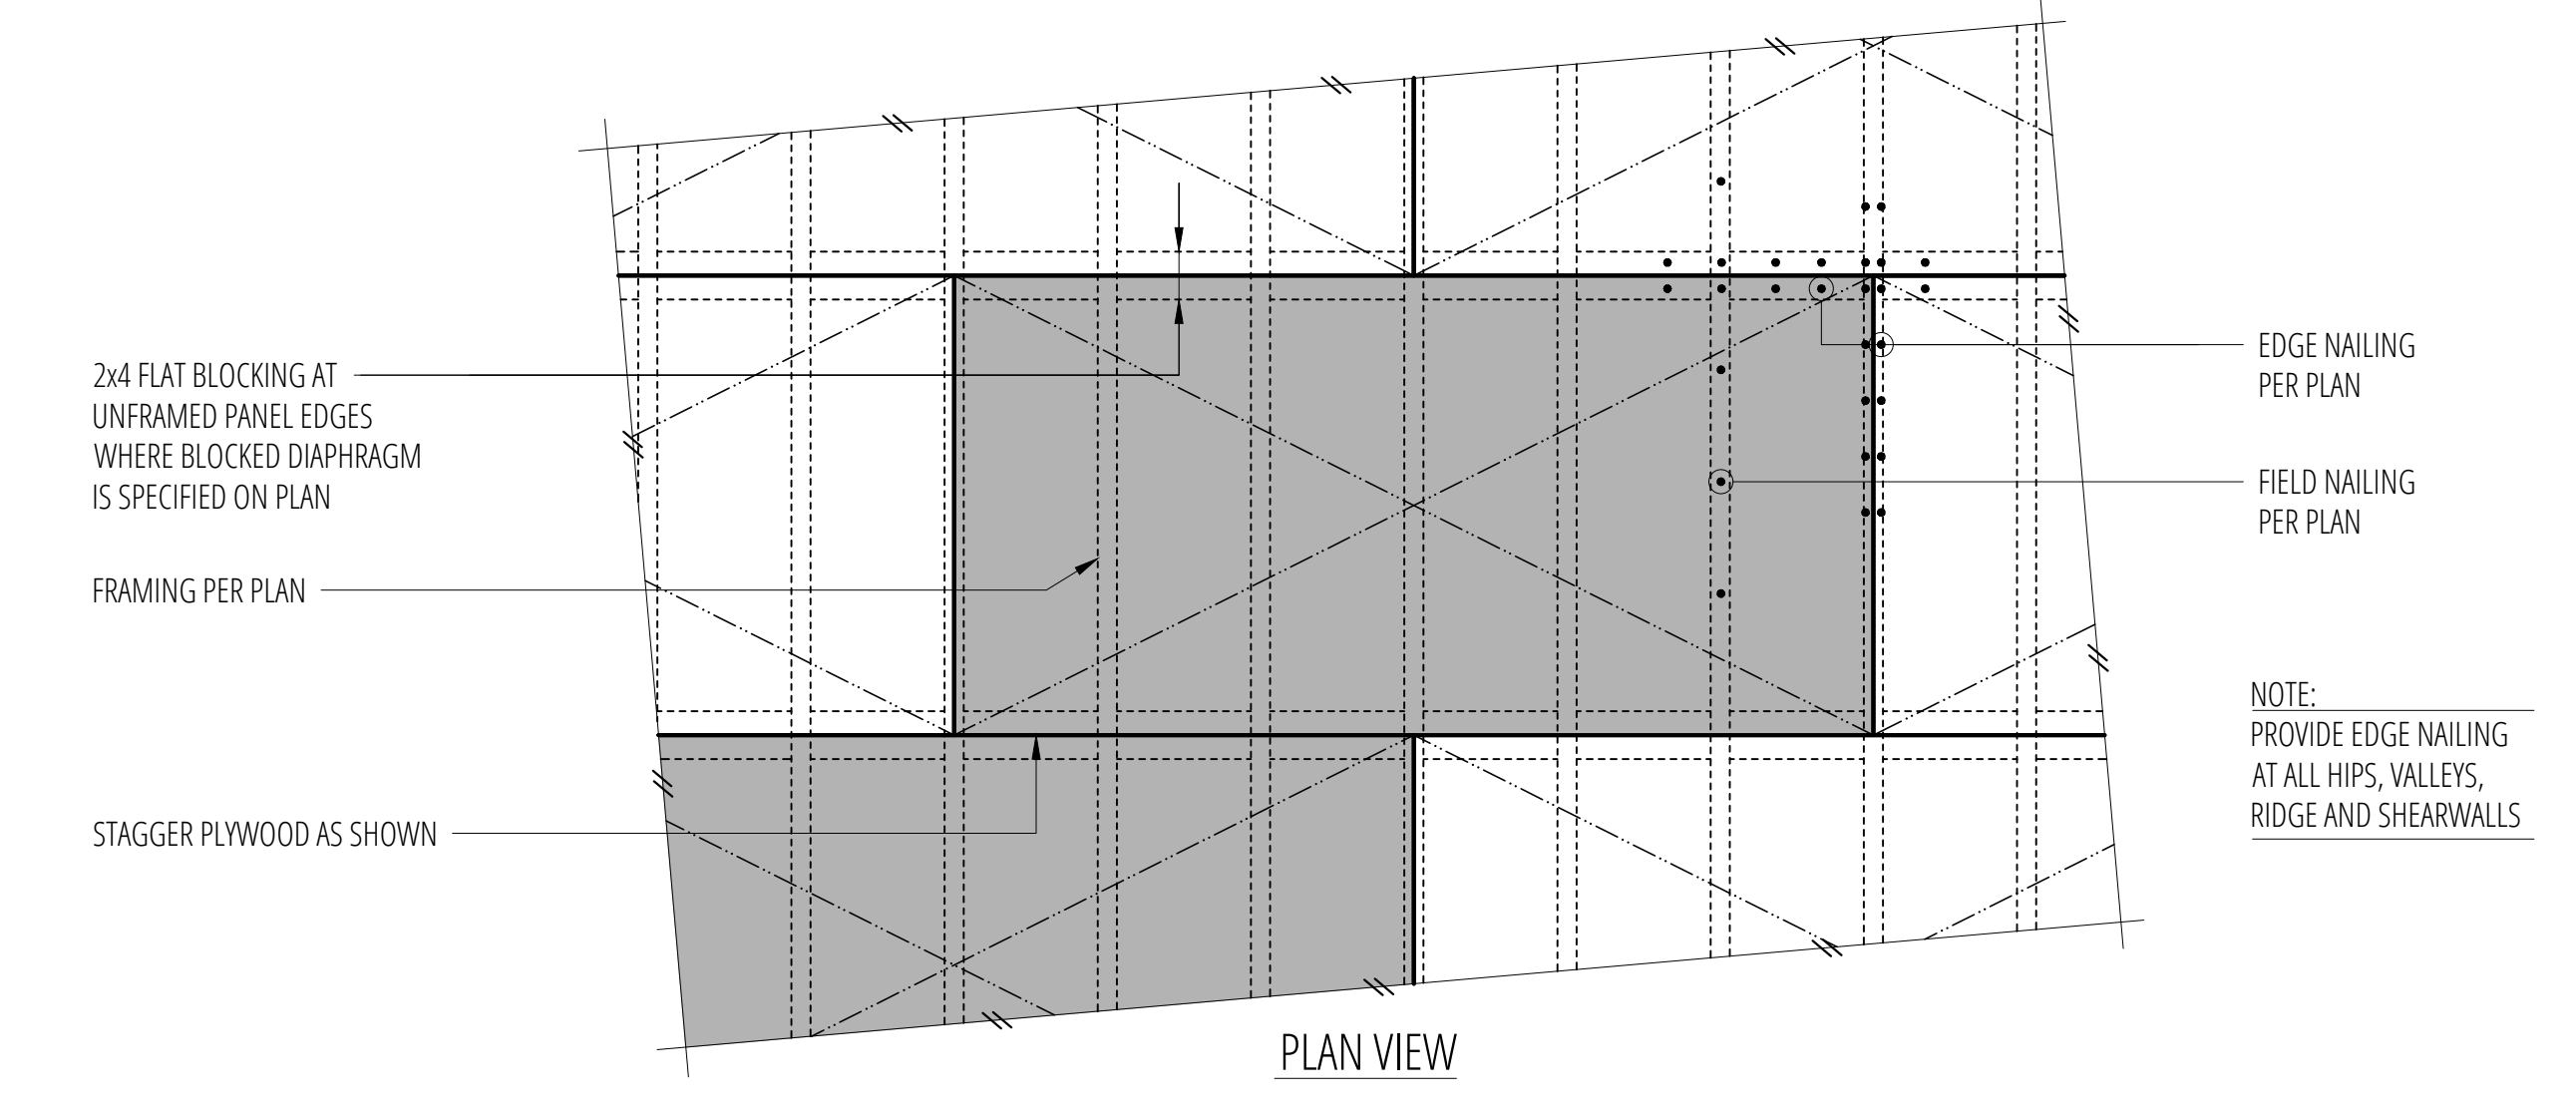 2x4 FLAT BLOCKING AT
UNFRAMED PANEL EDGES
WHERE BLOCKED DIAPHRAGM
IS SPECIFIED ON PLAN
FRAMING PER PLAN
STAGGER PLYWOOD AS SHOWN
EDGE NAILING
PER PLAN
FIELD NAILING
PER PLAN
NOTE:
PROVIDE EDGE NAILING
AT ALL HIPS, VALLEYS,
RIDGE AND SHEARWALLS
PLAN VIEW